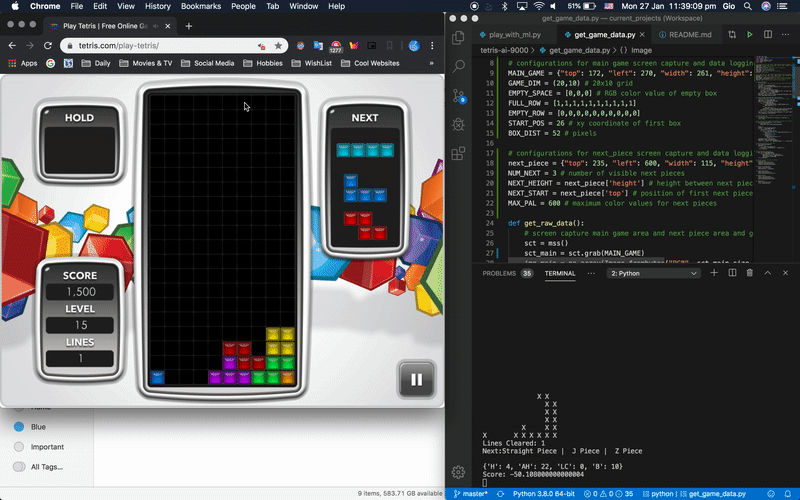 Chrome File Edit View History Bookmarks People Tab Window Help 51% Mon 27 Jan 11:39:09 pm Gio
Play Tetris | Free Online Ga
tetris.com/play-tetris/
1277
Apps Daily Movies & TV Social Media Hobbies WishList Cool Websites
HOLD
NEXT
SCORE
1,500
LEVEL
15
LINES
1
Blue
Important
All Tags...
9 items, 583.71 GB available
get_game_data.py — current_projects (Workspace)
play_with_ml.py get_game_data.py README.md
tetris-ai-9000 > get_game_data.py > {} Image
8 # configurations for main game screen capture and data loggin
9 MAIN_GAME = {"top": 172, "left": 270, "width": 261, "height":
10 GAME_DIM = (20,10) # 20x10 grid
11 EMPTY_SPACE = [0,0,0] # RGB color value of empty box
12 FULL_ROW = [1,1,1,1,1,1,1,1,1,1]
13 EMPTY_ROW = [0,0,0,0,0,0,0,0,0,0]
14 START_POS = 26 # xy coordinate of first box
15 BOX_DIST = 52 # pixels
16
17 # configurations for next_piece screen capture and data loggi
18 next_piece = {"top": 235, "left": 600, "width": 115, "height"
19 NUM_NEXT = 3 # number of visible next pieces
20 NEXT_HEIGHT = next_piece['height'] # height between next piec
21 NEXT_START = next_piece['top'] # position of first next piece
22 MAX_PAL = 600 # maximum color values for next pieces
23
24 def get_raw_data():
25 # screen capture main game area and next piece area and g
26 sct = mss()
27 sct_main = sct.grab(MAIN_GAME)
PROBLEMS 35 TERMINAL ... 2: Python
X X
X X
X X
X X X
X X X X X X X
Lines Cleared: 1
Next:Straight Piece | J Piece | Z Piece
{'H': 4, 'AH': 22, 'LC': 0, 'B': 10}
Score: -50.108000000000004
master* Python 3.8.0 64-bit 0 0 35 python | get_game_data.py